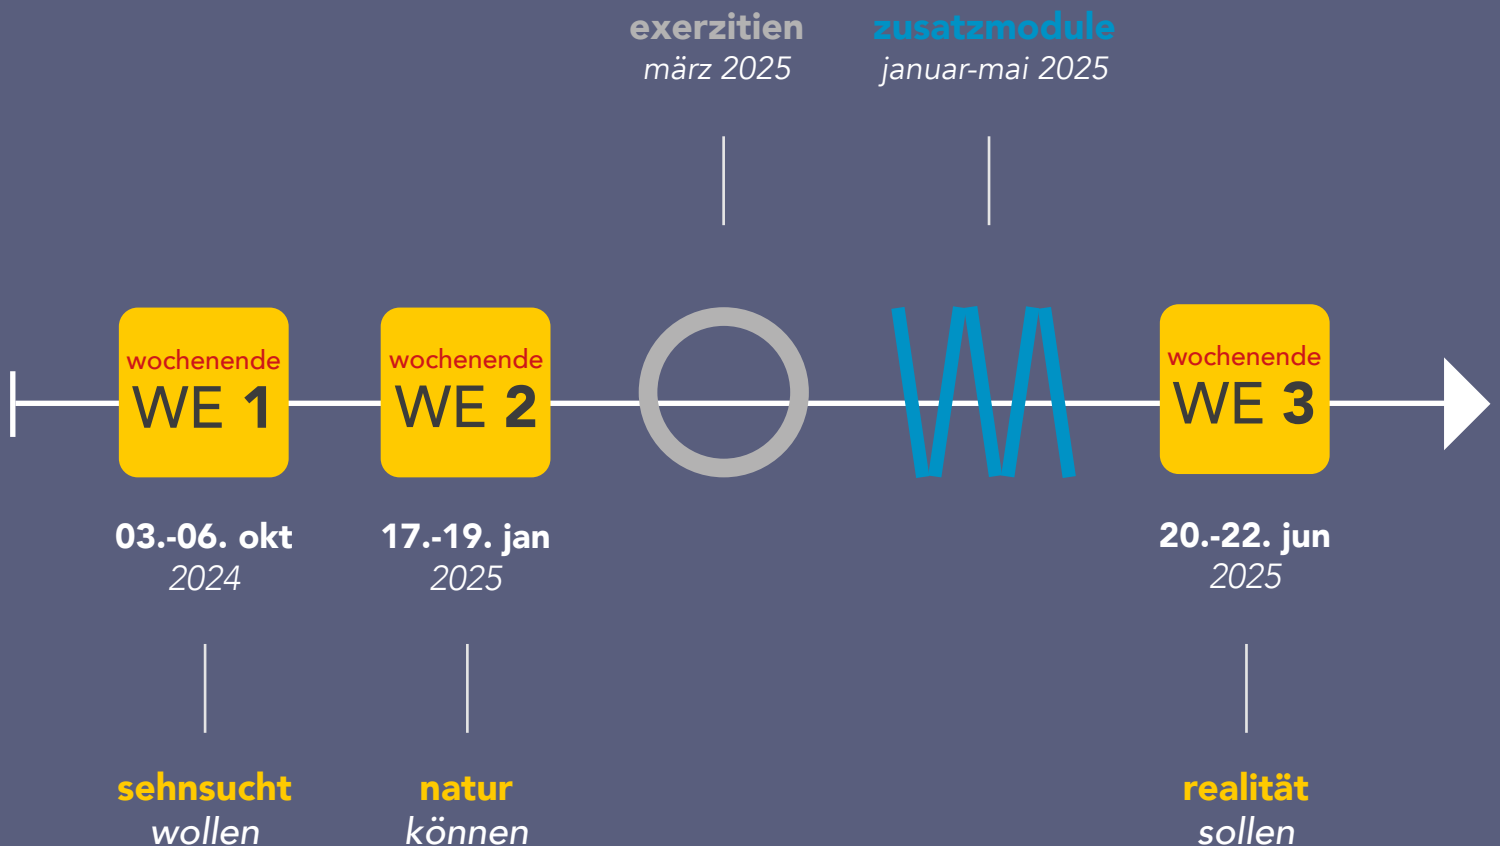 exerzitien
märz 2025
zusatzmodule
januar-mai 2025
wochenende
WE 1
wochenende
WE 2
wochenende
WE 3
03.-06. okt
2024
17.-19. jan
2025
20.-22. jun
2025
sehnsucht
wollen
natur
können
realität
sollen